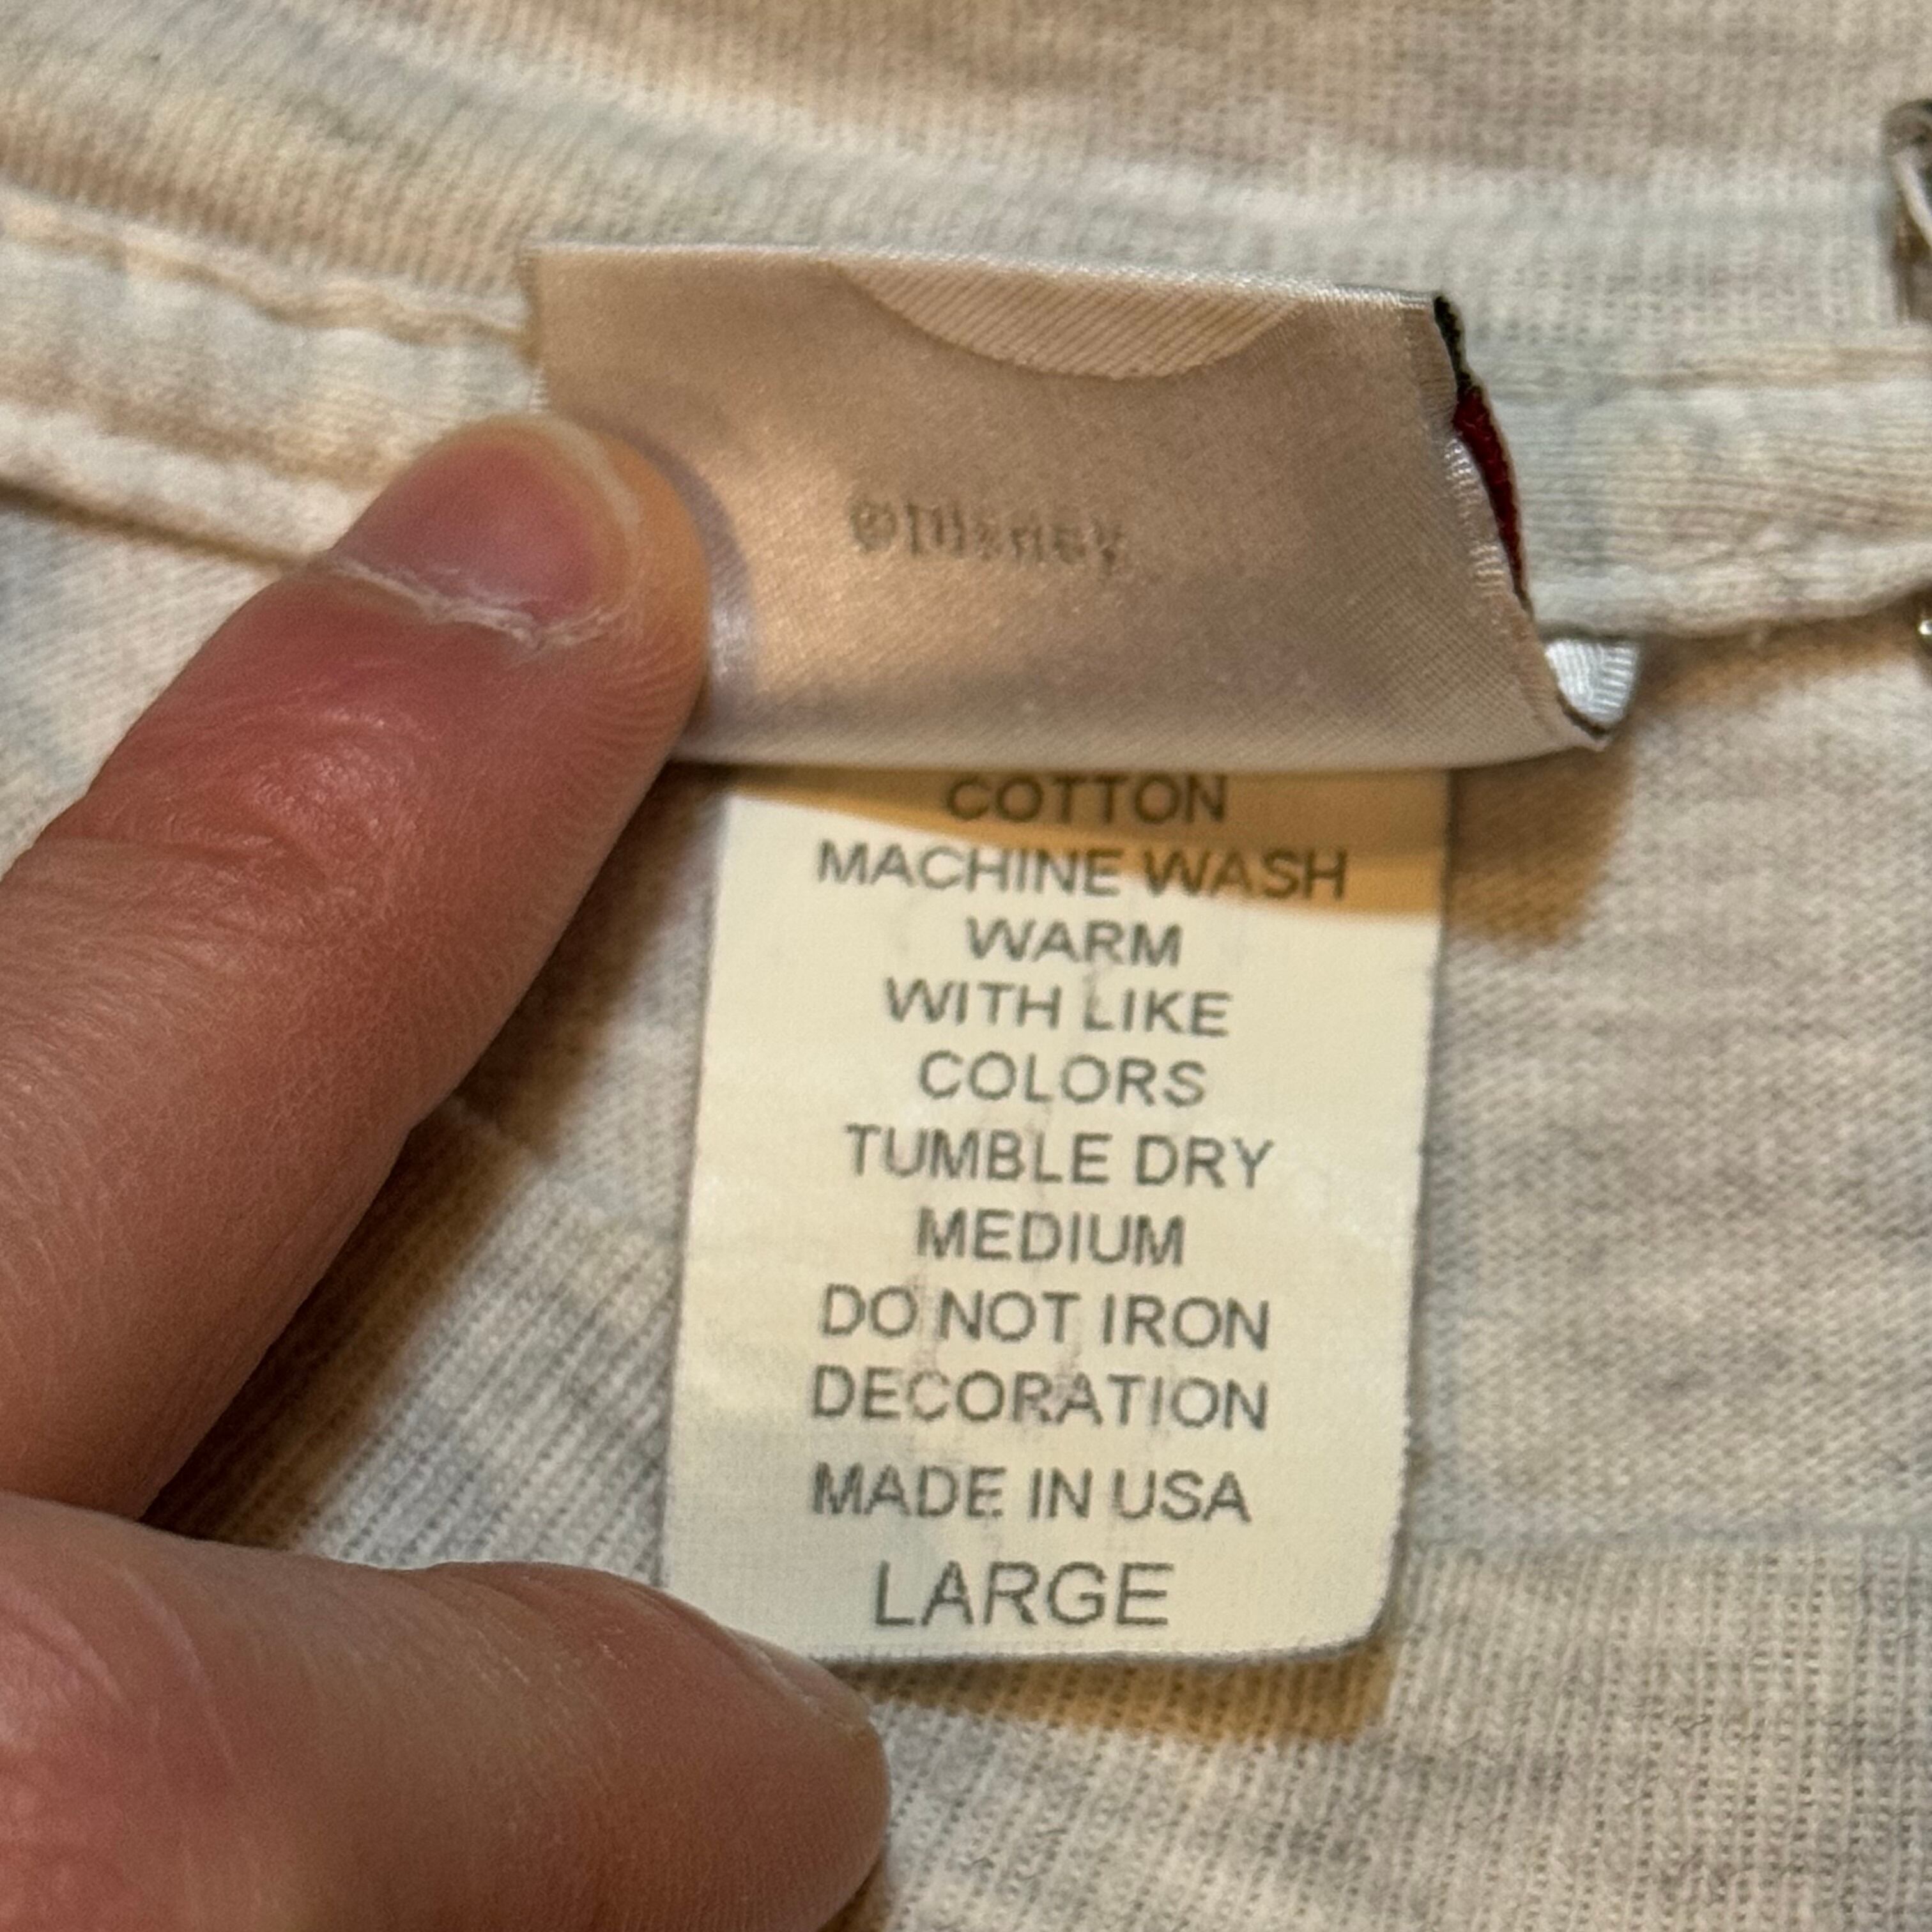 ©Disney
COTTON
MACHINE WASH
WARM
WITH LIKE
COLORS
TUMBLE DRY
MEDIUM
DO NOT IRON
DECORATION
MADE IN USA
LARGE